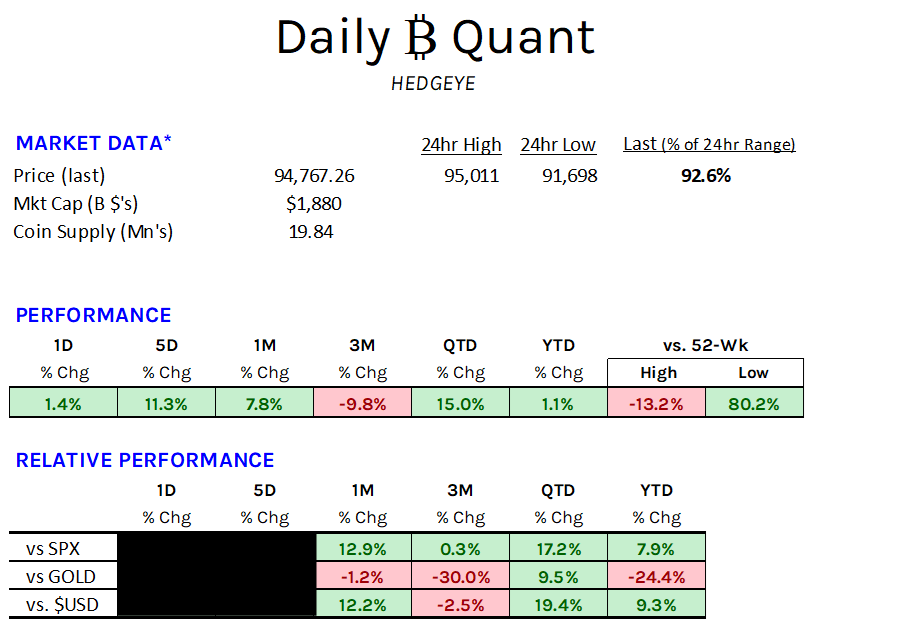 Daily ₿ Quant
HEDGEYE
MARKET DATA* 24hr High 24hr Low Last (% of 24hr Range)
Price (last) 94,767.26 95,011 91,698 92.6%
Mkt Cap (B $'s) $1,880
Coin Supply (Mn's) 19.84
PERFORMANCE
1D 5D 1M 3M QTD YTD vs. 52-Wk
% Chg % Chg % Chg % Chg % Chg % Chg High Low
1.4% 11.3% 7.8% -9.8% 15.0% 1.1% -13.2% 80.2%
RELATIVE PERFORMANCE
1D 5D 1M 3M QTD YTD
% Chg % Chg % Chg % Chg % Chg % Chg
vs SPX 12.9% 0.3% 17.2% 7.9%
vs GOLD -1.2% -30.0% 9.5% -24.4%
vs. $USD 12.2% -2.5% 19.4% 9.3%